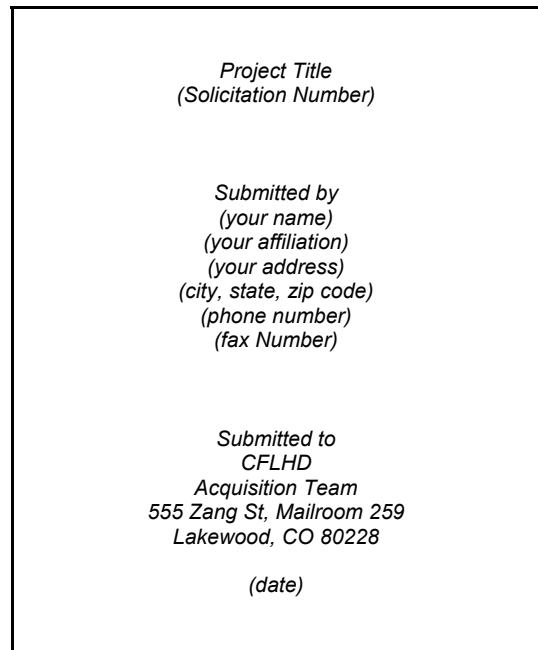 Project Title
(Solicitation Number)
Submitted by
(your name)
(your affiliation)
(your address)
(city, state, zip code)
(phone number)
(fax Number)
Submitted to
CFLHD
Acquisition Team
555 Zang St, Mailroom 259
Lakewood, CO 80228
(date)